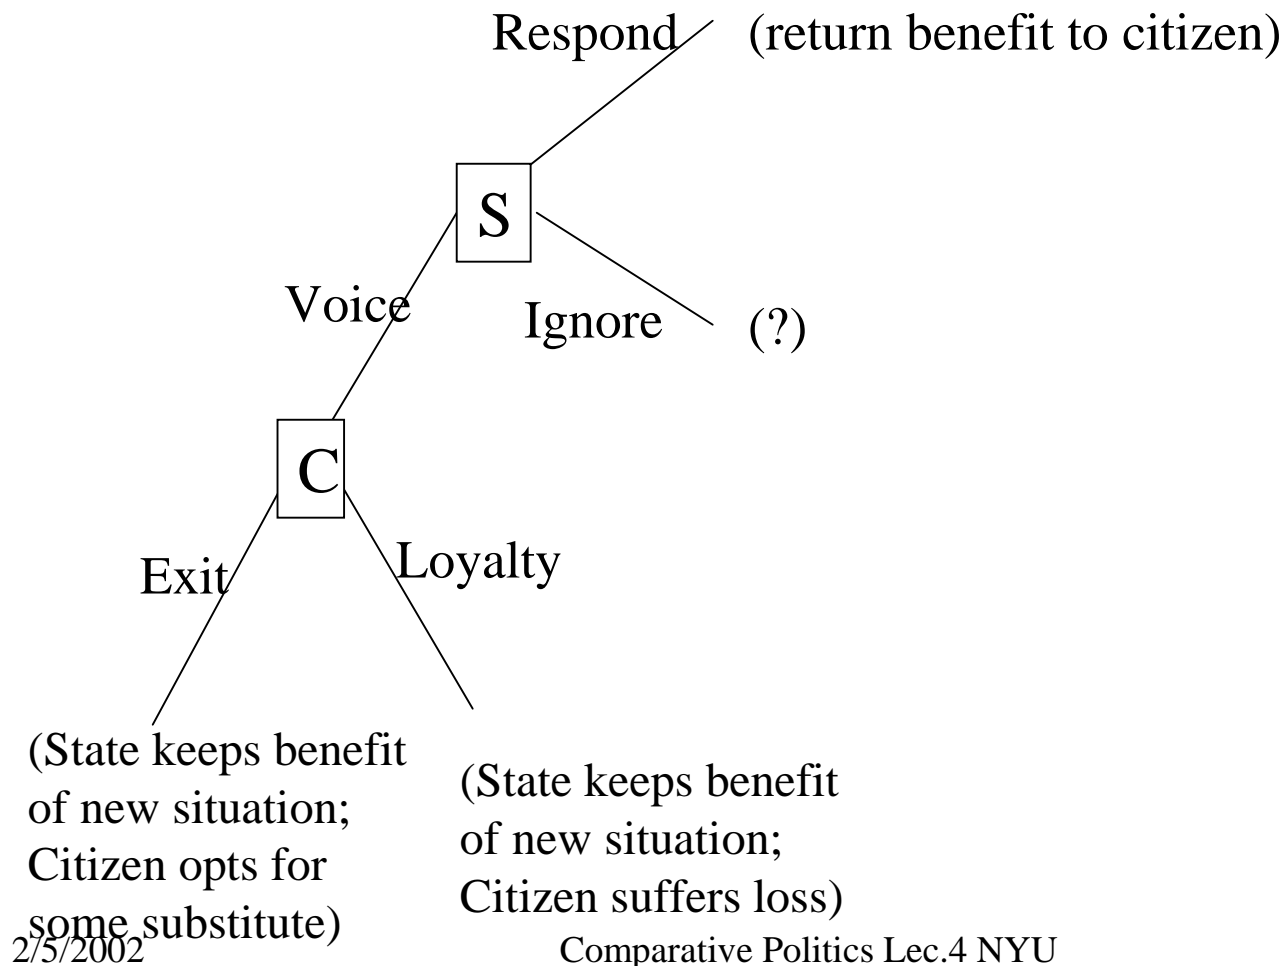 Respond (return benefit to citizen)
S
Voice
Ignore (?)
C
Exit
Loyalty
(State keeps benefit
of new situation;
Citizen opts for
some substitute)
(State keeps benefit
of new situation;
Citizen suffers loss)
2/5/2002 Comparative Politics Lec.4 NYU